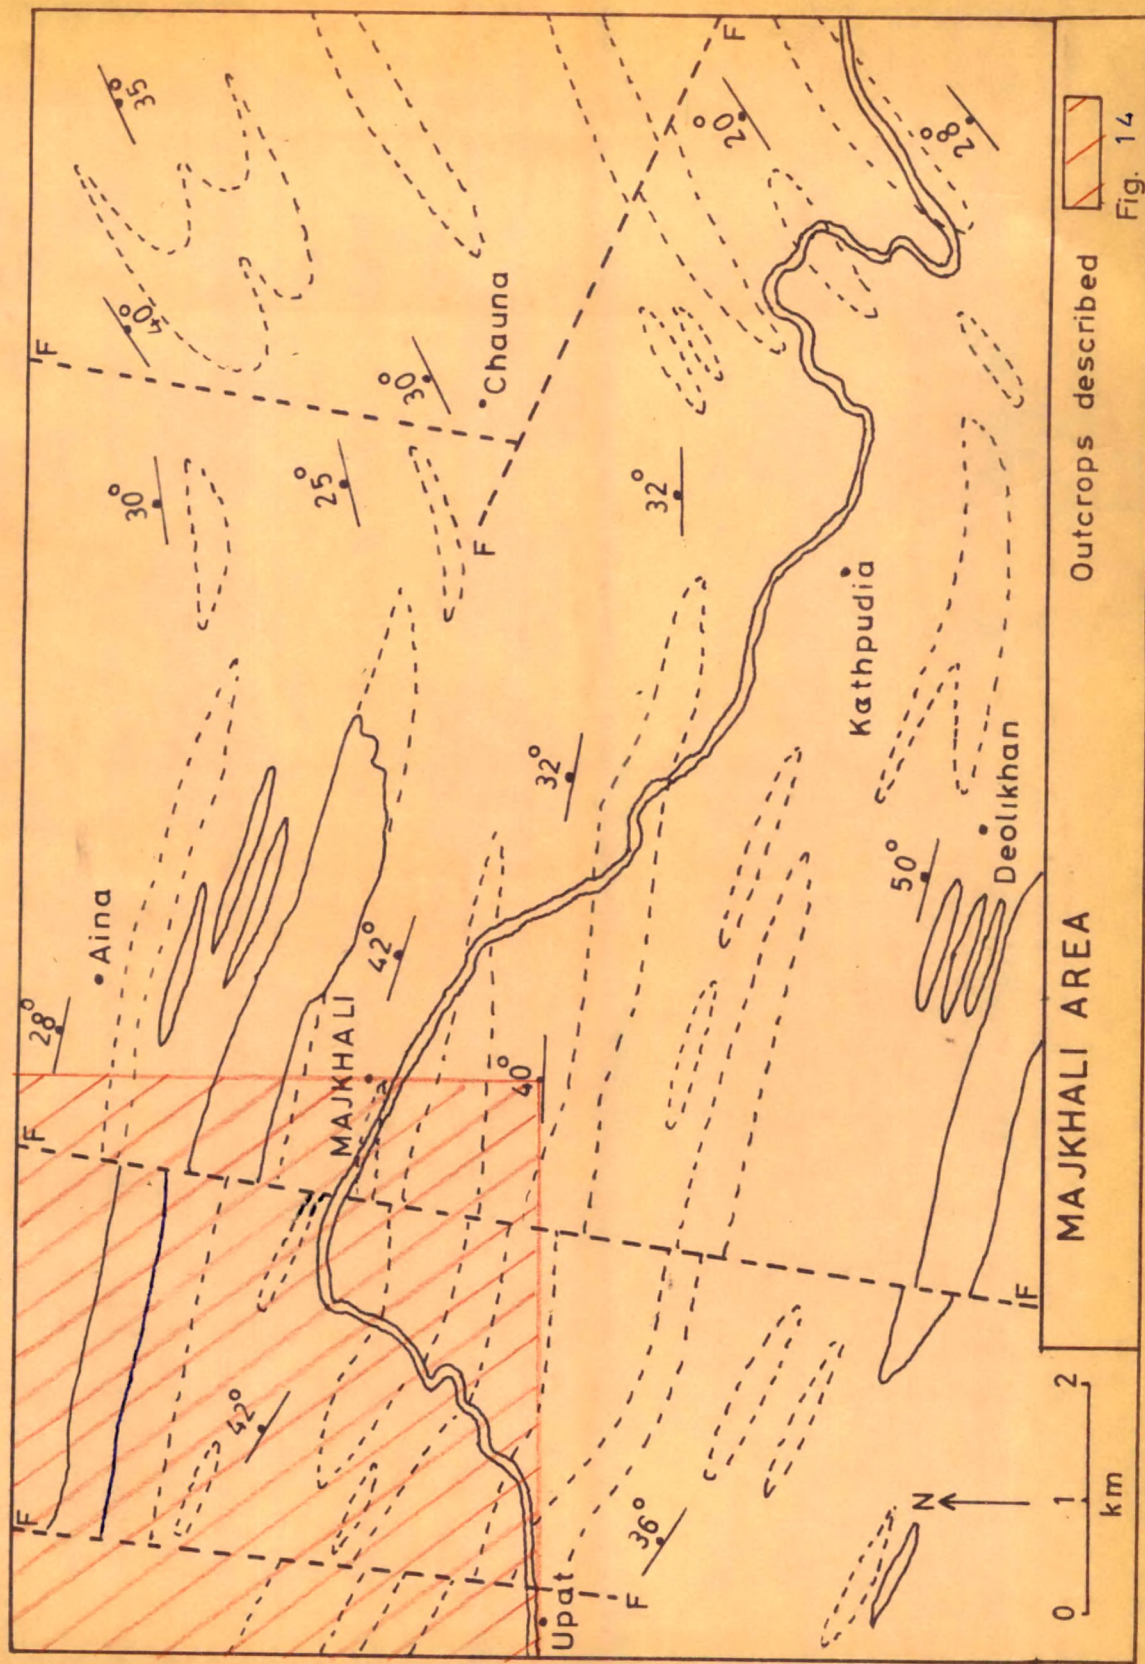 F
F
28°
F
Aina
30°
40°
35°
42°
25°
MAJKHALI
42°
30°
F
Chauna
40°
32°
Upat
F
36°
32°
20°
F
Kathpudia
50°
N
28°
Deolikhan
F
0 1 2
km
MAJKHALI AREA
Outcrops described
Fig. 14